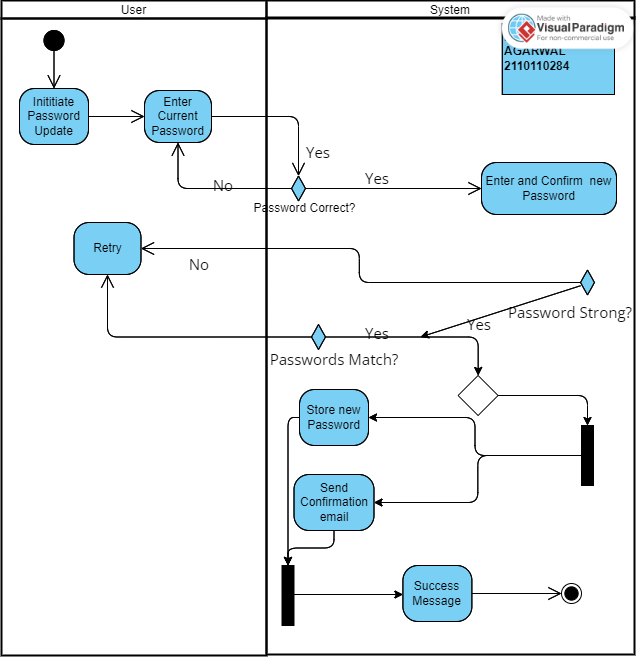 User
System
Made with
VisualParadigm
For non-commercial use
AGARWAL
2110110284
Inititiate
Password
Update
Enter
Current
Password
Yes
No
Yes
Password Correct?
Enter and Confirm new
Password
Retry
No
Password Strong?
Yes
Yes
Passwords Match?
Store new
Password
Send
Confirmation
email
Success
Message